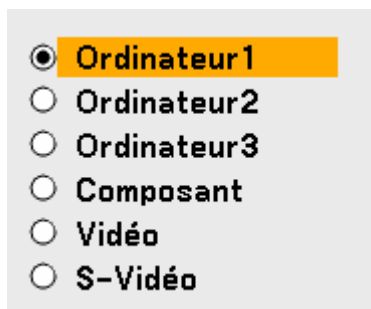 Ordinateur1
Ordinateur2
Ordinateur3
Composant
Vidéo
S-Vidéo